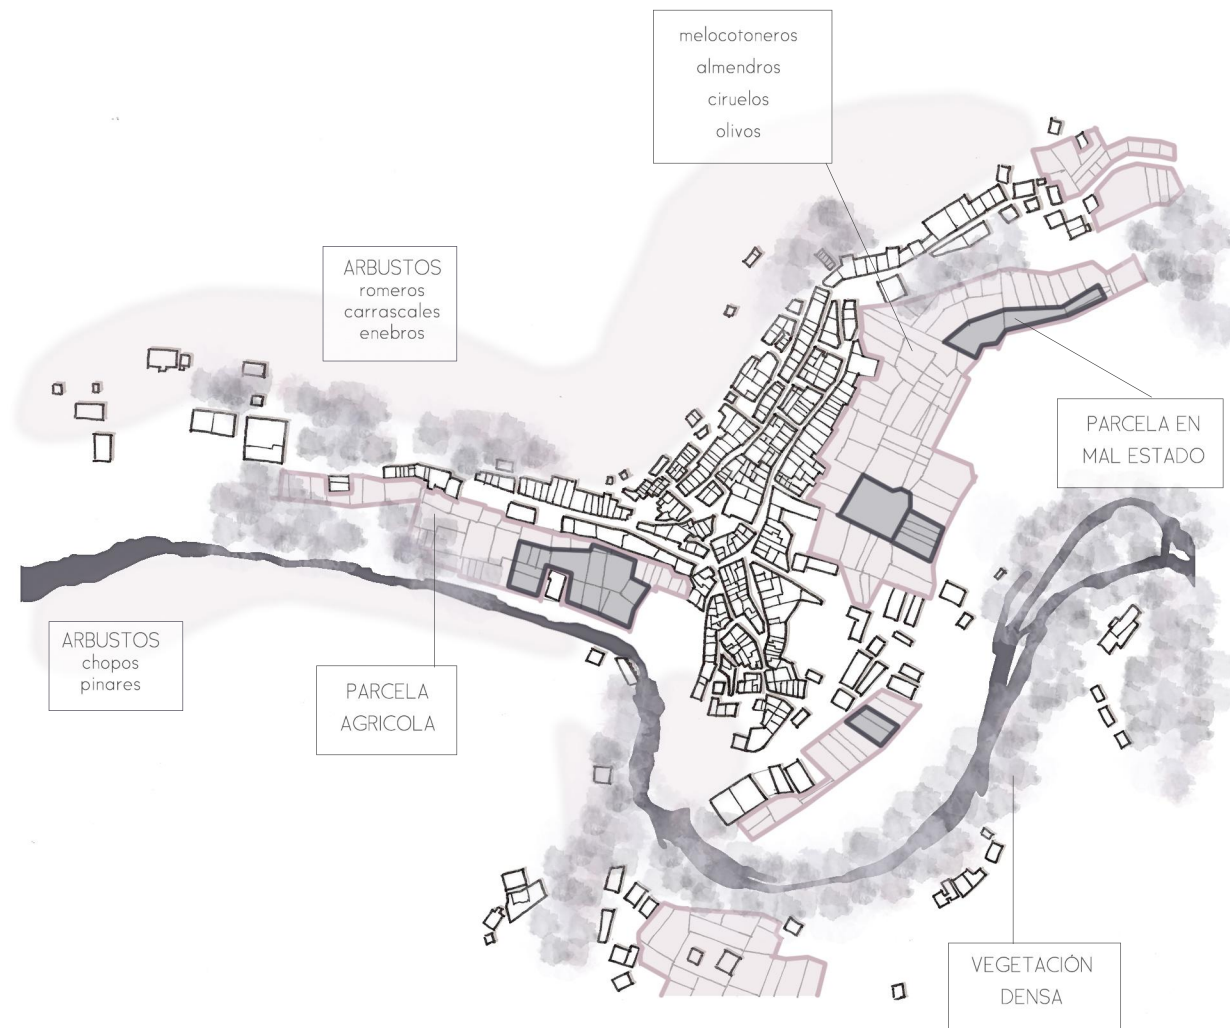 melocotoneros
almendros
ciruelos
olivos
ARBUSTOS
romeros
carrascales
enebros
PARCELA EN
MAL ESTADO
ARBUSTOS
chopos
pinares
PARCELA
AGRICOLA
VEGETACIÓN
DENSA